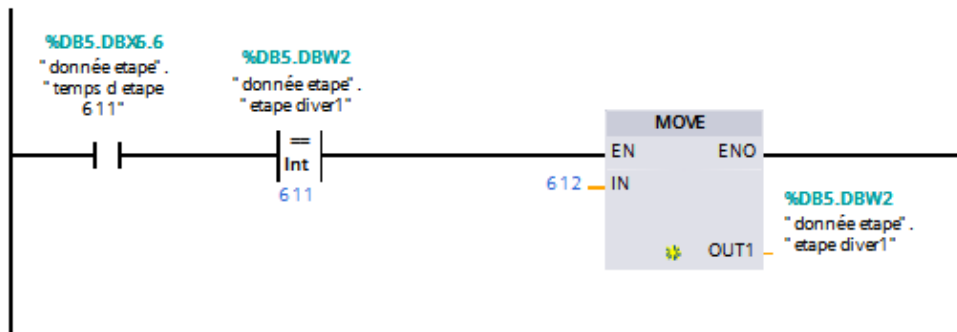 %DB5.DBX6.6
"donnée etape".
"temps d etape
611"
%DB5.DBW2
"donnée etape".
"etape diver1"
==
Int
611
MOVE
EN ENO
612 IN
OUT1
%DB5.DBW2
"donnée etape".
"etape diver1"